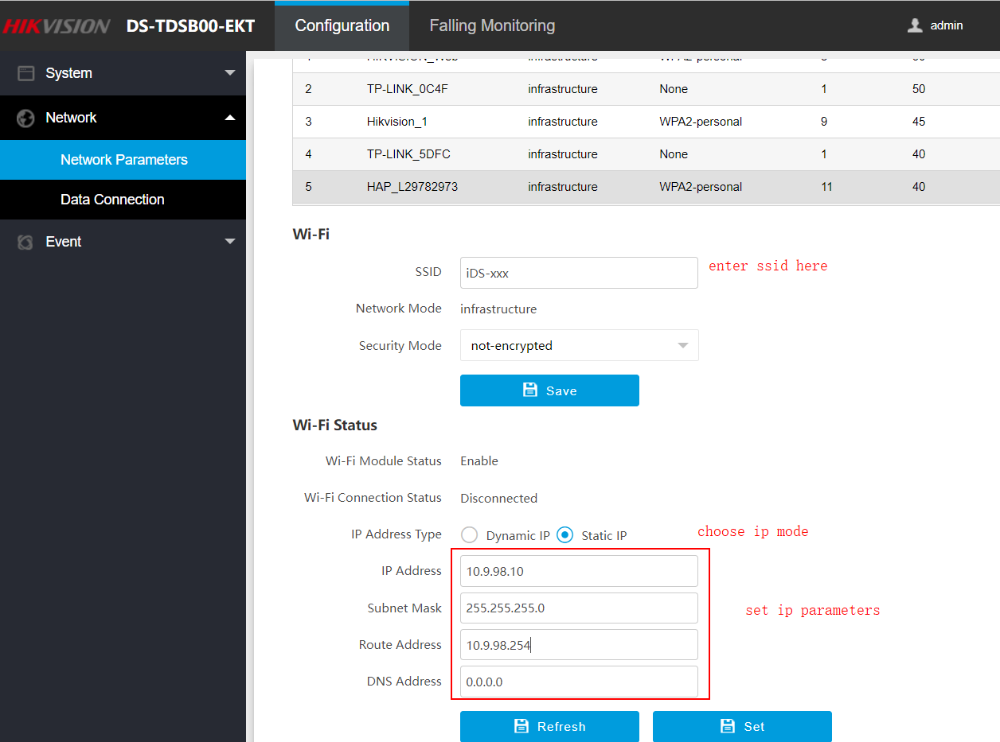 HIKVISION DS-TDSB00-EKT Configuration Falling Monitoring admin
System
Network
Network Parameters
Data Connection
Event
1 HIKVISION_Web infrastructure WPA2-personal
2 TP-LINK_0C4F infrastructure None 1 50
3 Hikvision_1 infrastructure WPA2-personal 9 45
4 TP-LINK_5DFC infrastructure None 1 40
5 HAP_L29782973 infrastructure WPA2-personal 11 40
Wi-Fi
SSID iDS-xxx enter ssid here
Network Mode infrastructure
Security Mode not-encrypted
Save
Wi-Fi Status
Wi-Fi Module Status Enable
Wi-Fi Connection Status Disconnected
IP Address Type Dynamic IP Static IP choose ip mode
IP Address 10.9.98.10
Subnet Mask 255.255.255.0 set ip parameters
Route Address 10.9.98.254
DNS Address 0.0.0.0
Refresh Set